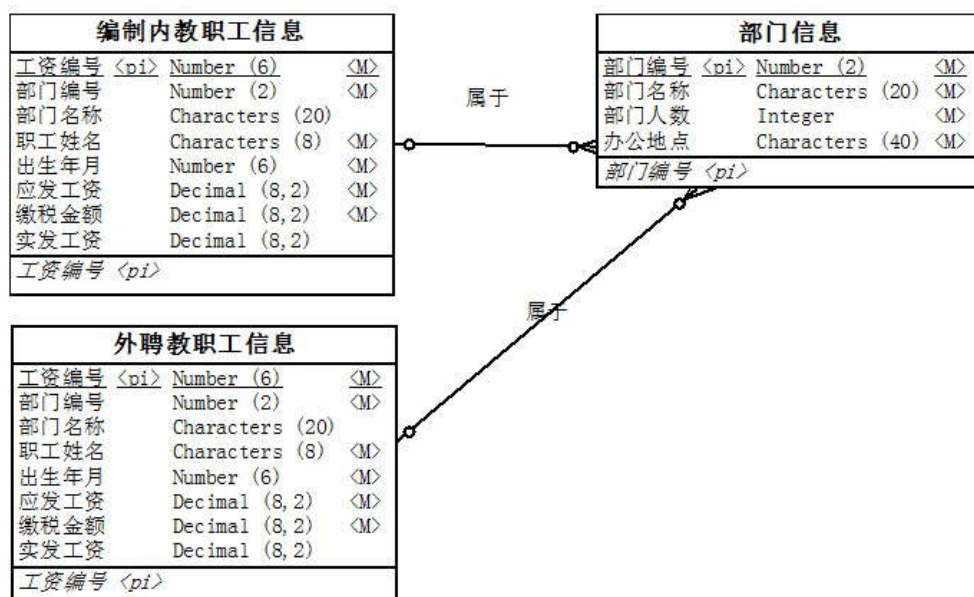 编制内教职工信息
工资编号 <pi> Number (6) <M>
部门编号 Number (2) <M>
部门名称 Characters (20)
职工姓名 Characters (8) <M>
出生年月 Number (6) <M>
应发工资 Decimal (8,2) <M>
缴税金额 Decimal (8,2) <M>
实发工资 Decimal (8,2)
工资编号 <pi>
属于
部门信息
部门编号 <pi> Number (2) <M>
部门名称 Characters (20) <M>
部门人数 Integer <M>
办公地点 Characters (40) <M>
部门编号 <pi>
属于
外聘教职工信息
工资编号 <pi> Number (6) <M>
部门编号 Number (2) <M>
部门名称 Characters (20)
职工姓名 Characters (8) <M>
出生年月 Number (6) <M>
应发工资 Decimal (8,2) <M>
缴税金额 Decimal (8,2) <M>
实发工资 Decimal (8,2)
工资编号 <pi>